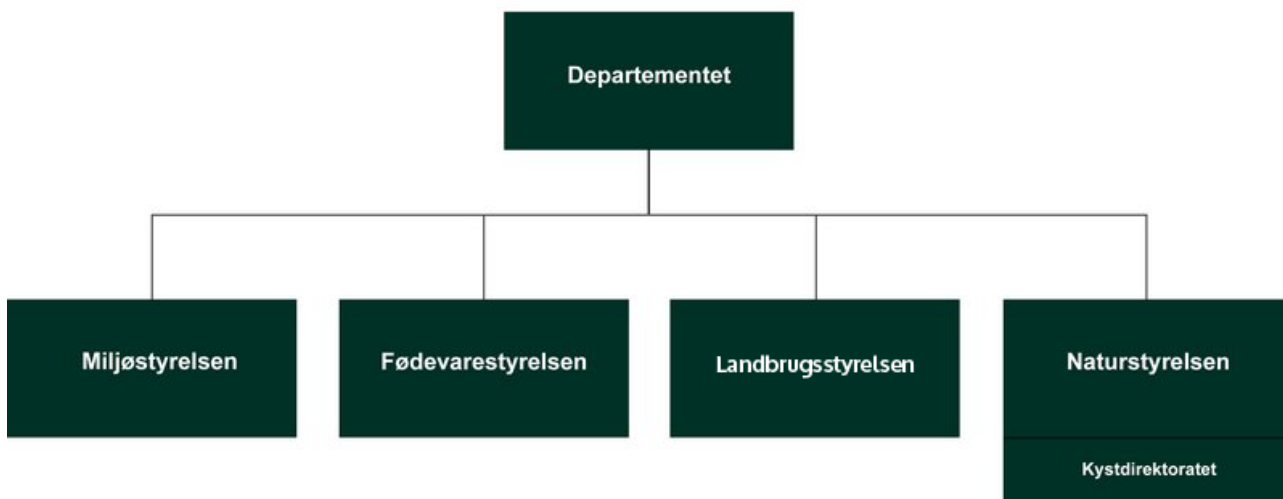 Departementet
Miljøstyrelsen
Fødevarestyrelsen
Landbrugsstyrelsen
Naturstyrelsen
Kystdirektoratet